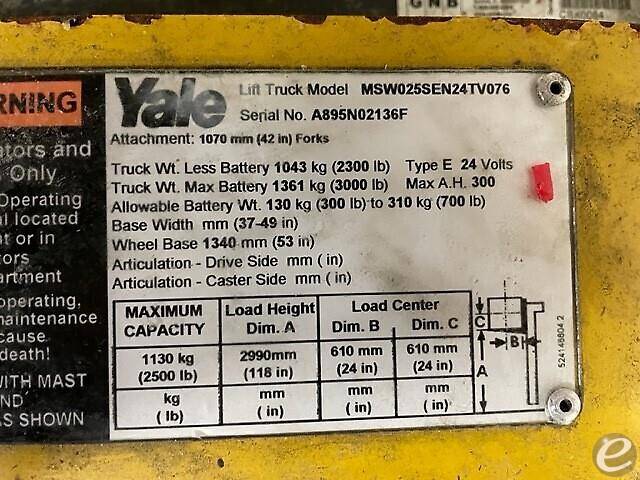 GNB
RNING
ators and
Only
Operating
al located
nt or in
tors
artment
operating,
maintenance
cause
death!
WITH MAST
ND
AS SHOWN
Yale
Lift Truck Model MSW025SEN24TV076
Serial No. A895N02136F
Attachment: 1070 mm (42 in) Forks
Truck Wt. Less Battery 1043 kg (2300 lb) Type E 24 Volts
Truck Wt. Max Battery 1361 kg (3000 lb) Max A.H. 300
Allowable Battery Wt. 130 kg (300 lb) to 310 kg (700 lb)
Base Width mm (37-49 in)
Wheel Base 1340 mm (53 in)
Articulation - Drive Side mm ( in)
Articulation - Caster Side mm ( in)
MAXIMUM CAPACITY Load Height Dim. A Load Center Dim. B Dim. C
1130 kg 2990mm 610 mm 610 mm
(2500 lb) (118 in) (24 in) (24 in)
kg mm mm mm
( lb) ( in) ( in) ( in)
C
B
A
524148804 2
e